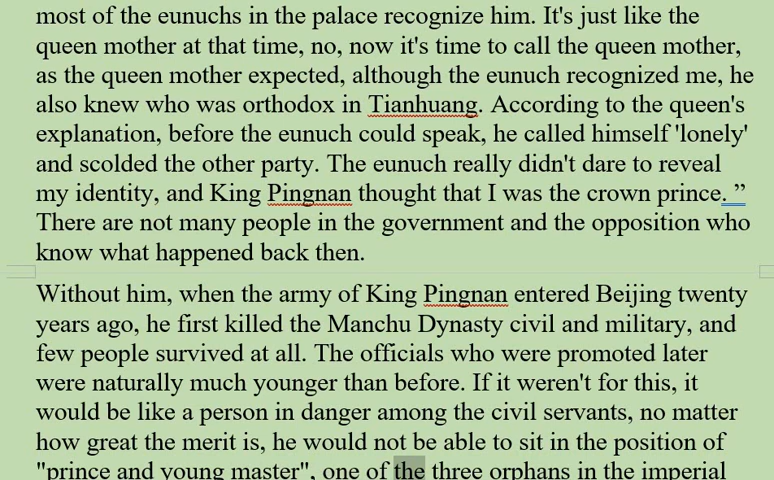 most of the eunuchs in the palace recognize him. It's just like the
queen mother at that time, no, now it's time to call the queen mother,
as the queen mother expected, although the eunuch recognized me, he
also knew who was orthodox in Tianhuang. According to the queen's
explanation, before the eunuch could speak, he called himself 'lonely'
and scolded the other party. The eunuch really didn't dare to reveal
my identity, and King Pingnan thought that I was the crown prince. ”
There are not many people in the government and the opposition who
know what happened back then.
Without him, when the army of King Pingnan entered Beijing twenty
years ago, he first killed the Manchu Dynasty civil and military, and
few people survived at all. The officials who were promoted later
were naturally much younger than before. If it weren't for this, it
would be like a person in danger among the civil servants, no matter
how great the merit is, he would not be able to sit in the position of
"prince and young master", one of the three orphans in the imperial